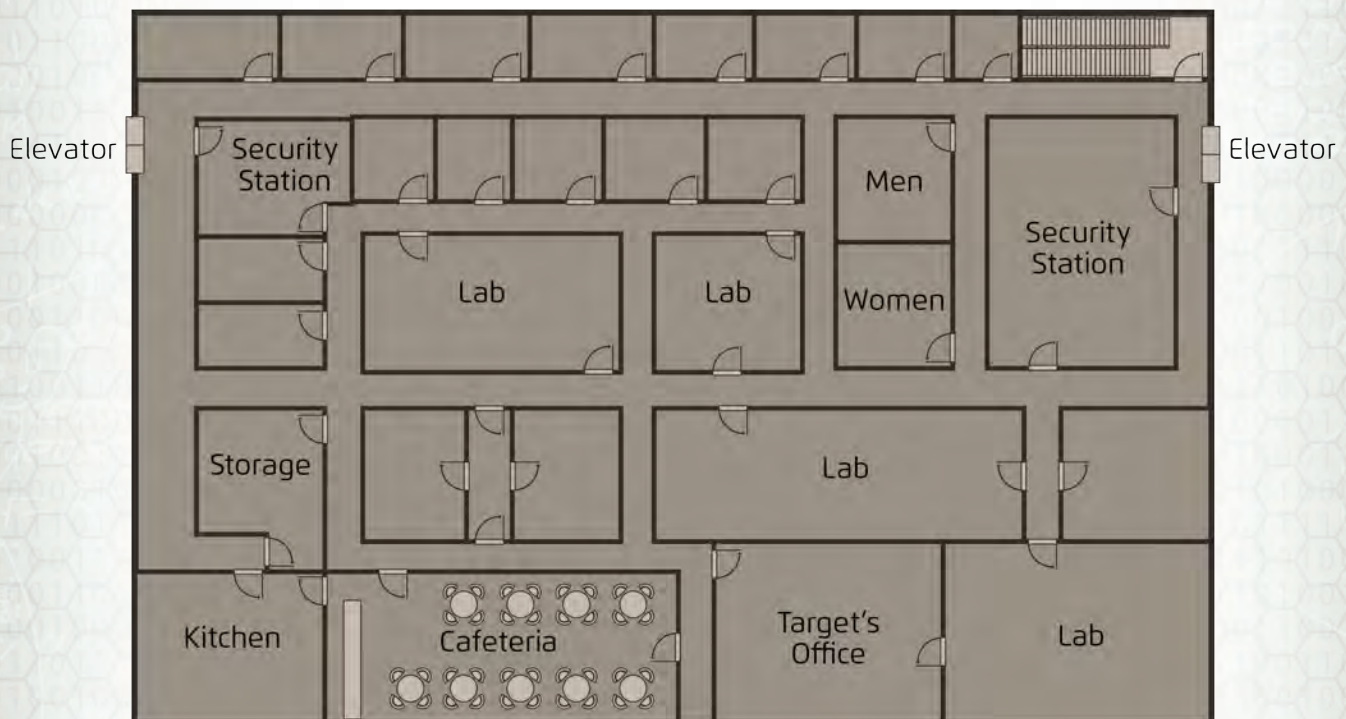 Elevator
Security
Station
Men
Elevator
Security
Station
Lab
Lab
Women
Storage
Lab
Kitchen
Cafeteria
Target's
Office
Lab